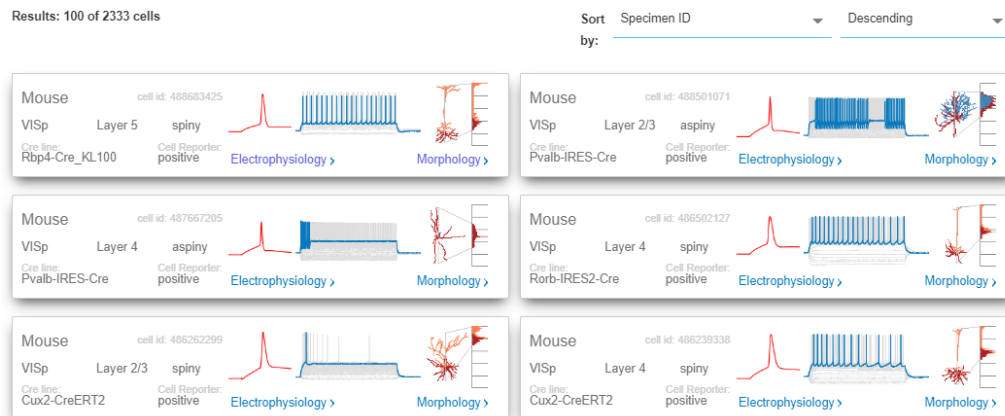 Results: 100 of 2333 cells
Sort by: Specimen ID Descending
Mouse cell id: 488683425
VISp Layer 5 spiny
Cre line: Cell Reporter:
Rbp4-Cre_KL100 positive
Electrophysiology › Morphology ›
Mouse cell id: 488501071
VISp Layer 2/3 aspiny
Cre line: Cell Reporter:
Pvalb-IRES-Cre positive
Electrophysiology › Morphology ›
Mouse cell id: 487667205
VISp Layer 4 aspiny
Cre line: Cell Reporter:
Pvalb-IRES-Cre positive
Electrophysiology › Morphology ›
Mouse cell id: 486502127
VISp Layer 4 spiny
Cre line: Cell Reporter:
Rorb-IRES2-Cre positive
Electrophysiology › Morphology ›
Mouse cell id: 486262299
VISp Layer 2/3 spiny
Cre line: Cell Reporter:
Cux2-CreERT2 positive
Electrophysiology › Morphology ›
Mouse cell id: 486239338
VISp Layer 4 spiny
Cre line: Cell Reporter:
Cux2-CreERT2 positive
Electrophysiology › Morphology ›